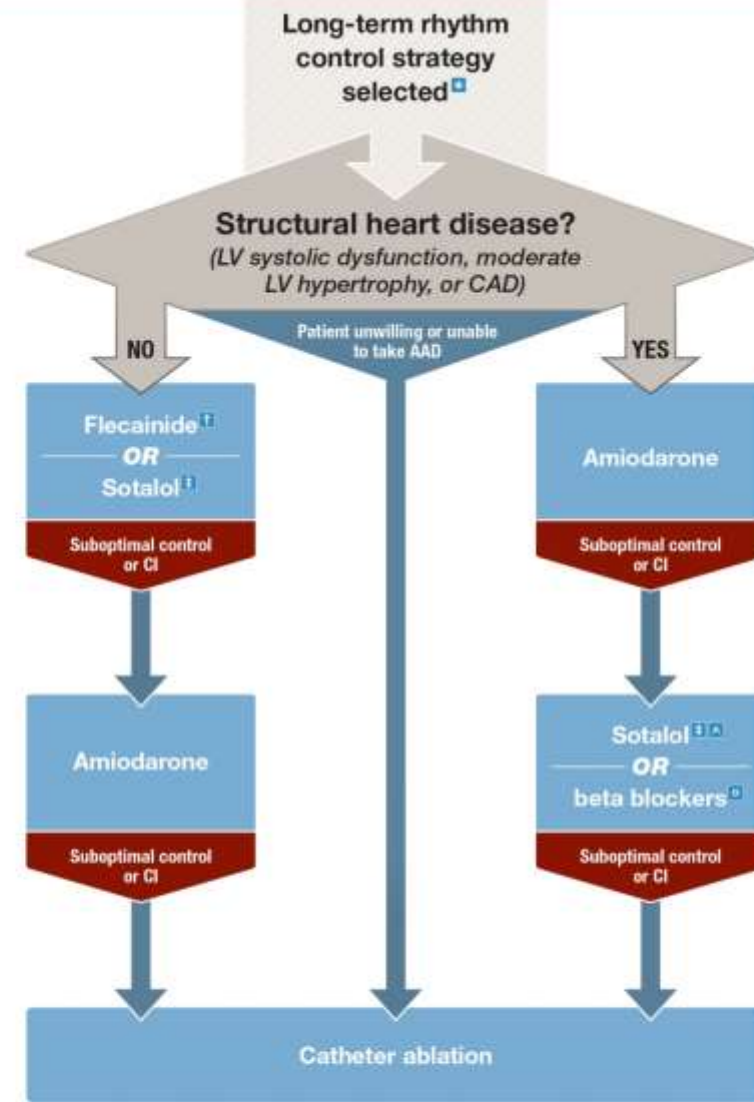 Long-term rhythm
control strategy
selected*
Structural heart disease?
(LV systolic dysfunction, moderate
LV hypertrophy, or CAD)
Patient unwilling or unable
to take AAD
NO
YES
Flecainide†
OR
Sotalol‡
Amiodarone
Suboptimal control
or CI
Suboptimal control
or CI
Amiodarone
Sotalol‡
OR
beta blockers
Suboptimal control
or CI
Suboptimal control
or CI
Catheter ablation